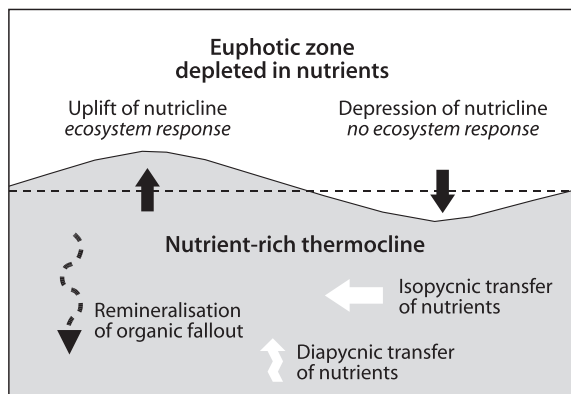 Euphotic zone
depleted in nutrients
Uplift of nutricline
ecosystem response
Depression of nutricline
no ecosystem response
Nutrient-rich thermocline
Remineralisation
of organic fallout
Isopycnic transfer
of nutrients
Diapycnic transfer
of nutrients